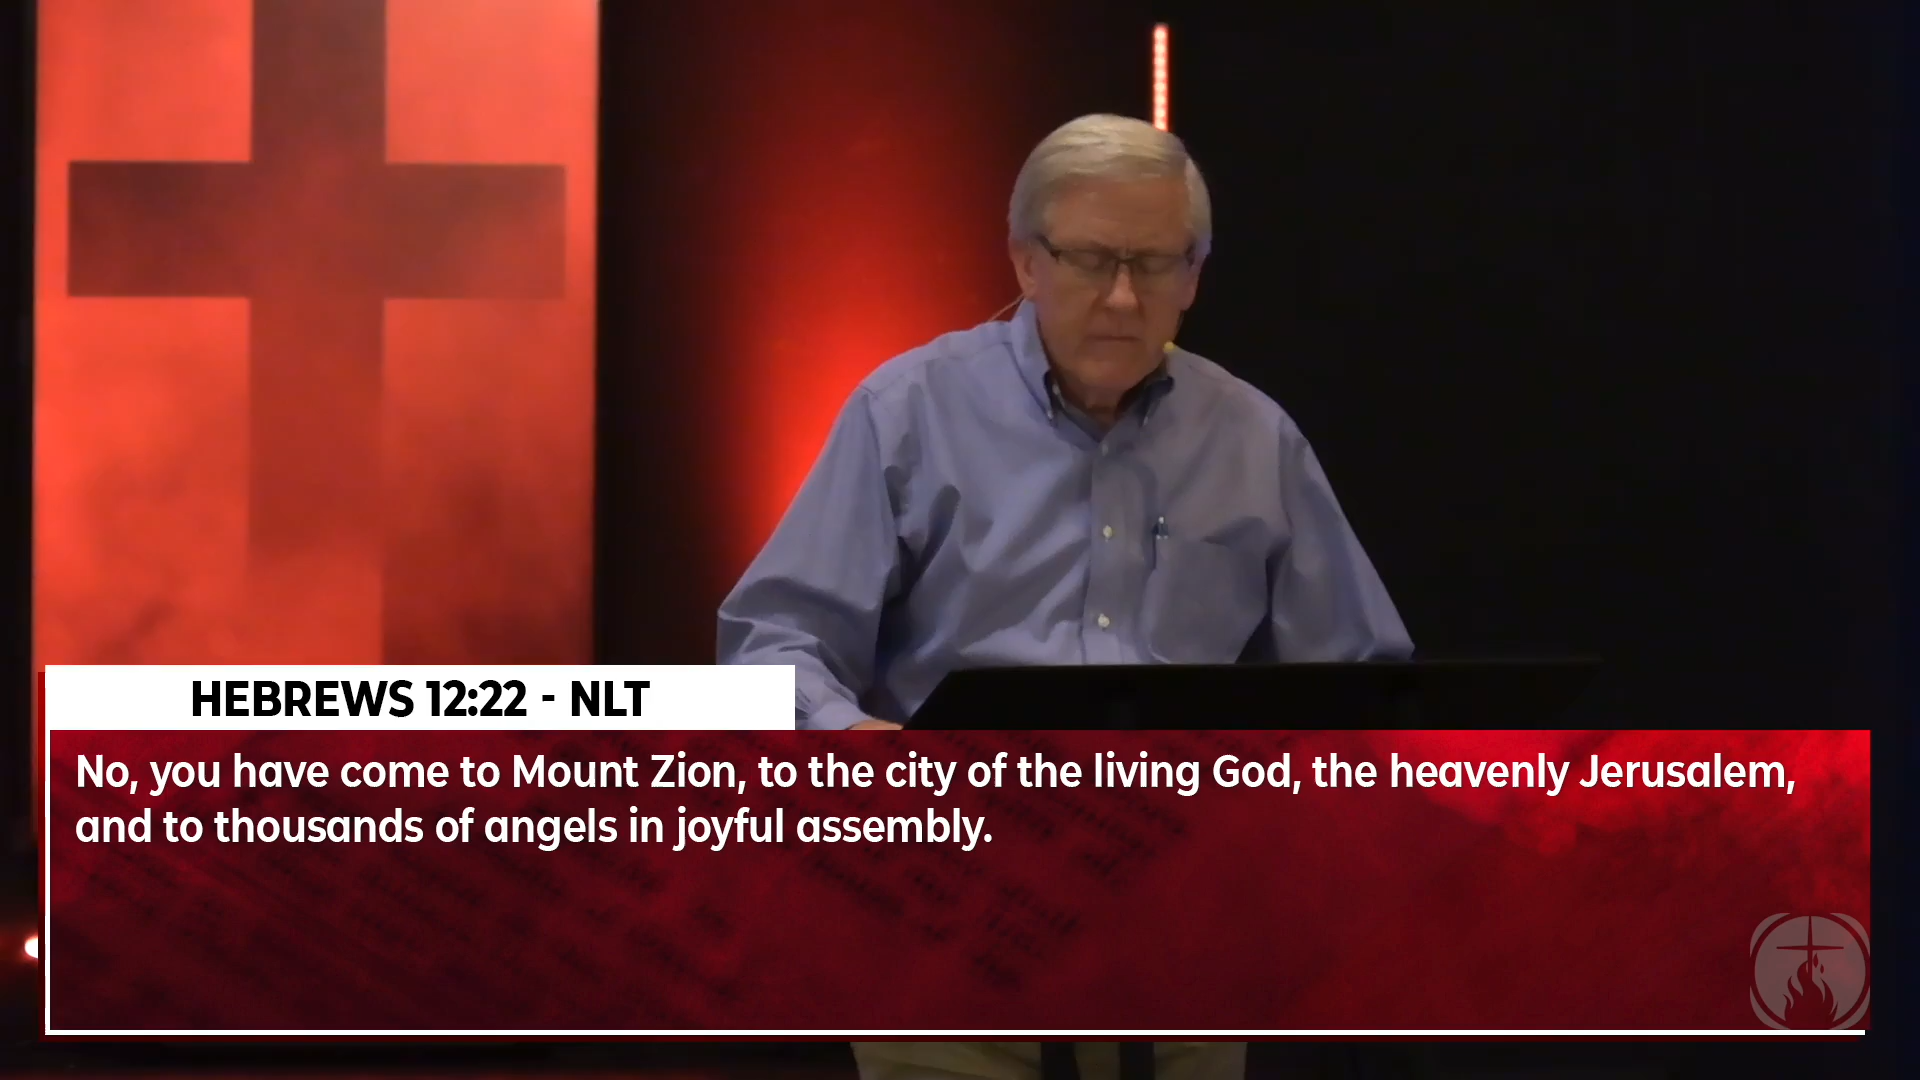 HEBREWS 12:22 - NLT
No, you have come to Mount Zion, to the city of the living God, the heavenly Jerusalem,
and to thousands of angels in joyful assembly.